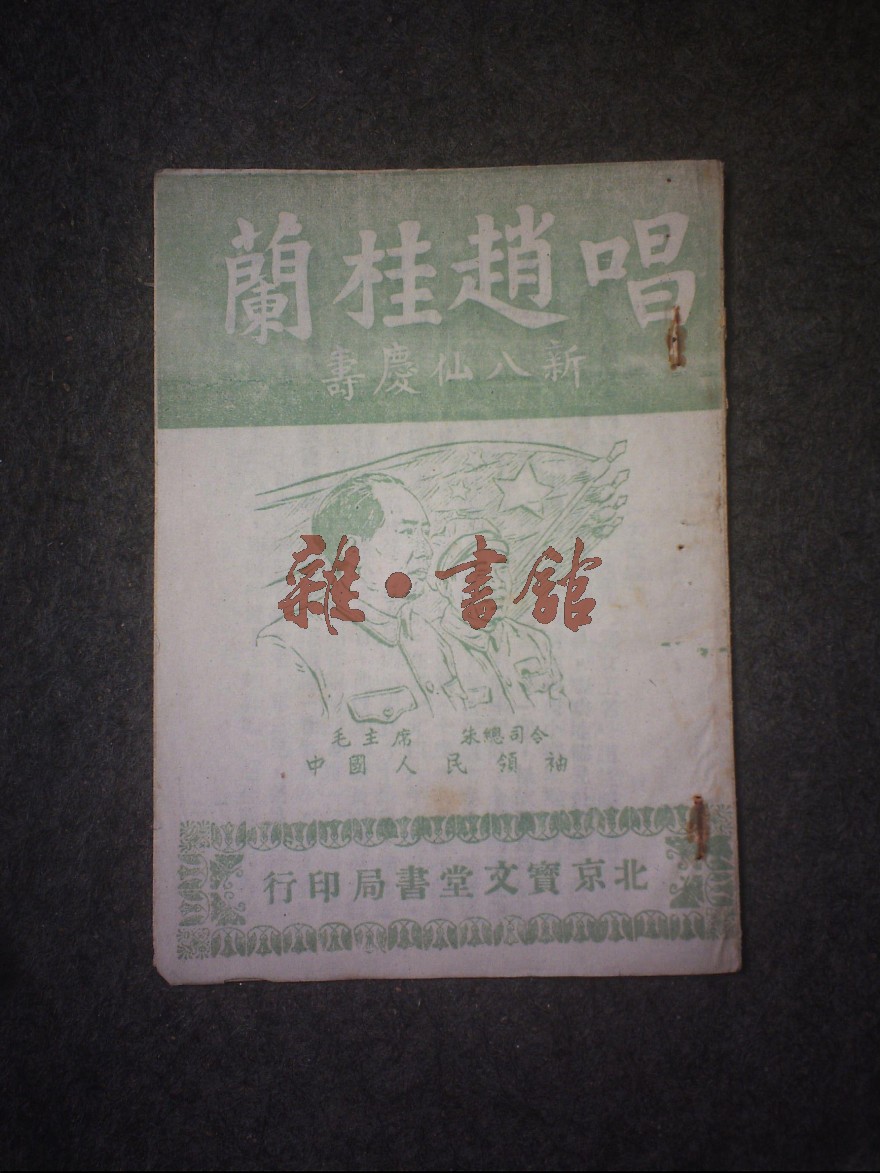 唱趙桂蘭
新八仙慶壽
雜·書館
毛主席 朱總司令
中國人民領袖
北京寶文堂書局印行